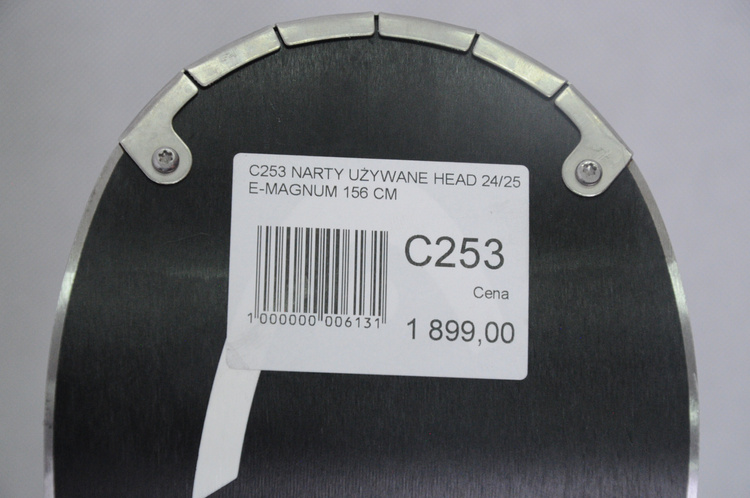 C253 NARTY UŻYWANE HEAD 24/25
E-MAGNUM 156 CM
C253
Cena
1 899,00
1 000000 006131